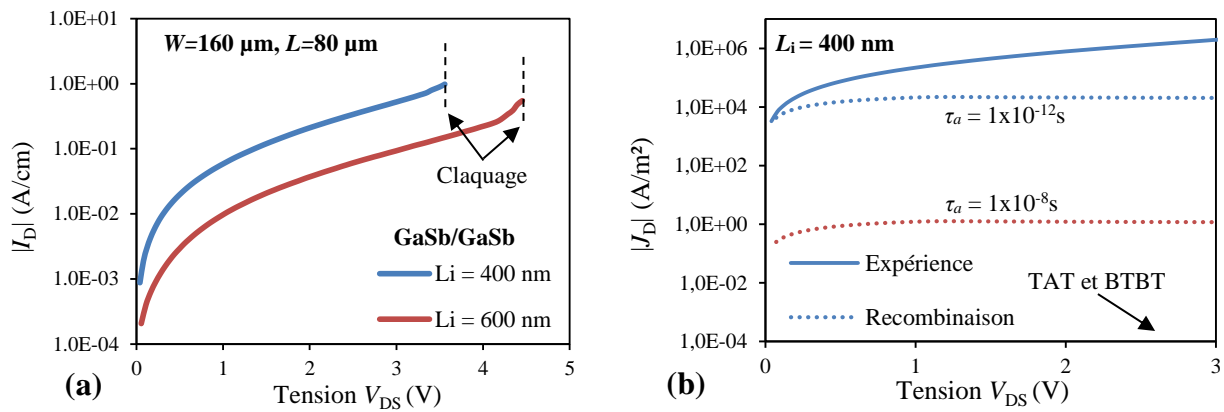 W=160 µm, L=80 µm
1.0E+01
1.0E+00
1.0E-01
1.0E-02
1.0E-03
1.0E-04
|I_D| (A/cm)
Claquage
GaSb/GaSb
Li = 400 nm
Li = 600 nm
0 1 2 3 4 5
Tension V_DS (V)
(a)
L_i = 400 nm
1,0E+06
1,0E+04
1,0E+02
1,0E+00
1,0E-02
1,0E-04
|J_D| (A/m²)
τ_a = 1x10⁻¹²s
τ_a = 1x10⁻⁸s
Expérience
Recombinaison
TAT et BTBT
0 1 2 3
Tension V_DS (V)
(b)